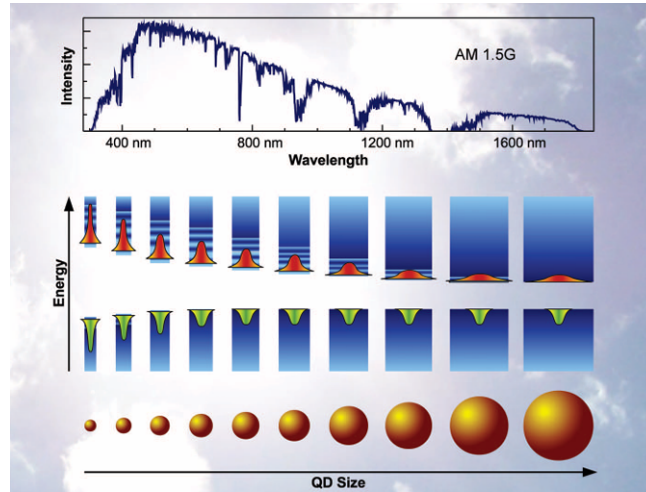 Intensity
AM 1.5G
400 nm
800 nm
1200 nm
1600 nm
Wavelength
Energy
QD Size